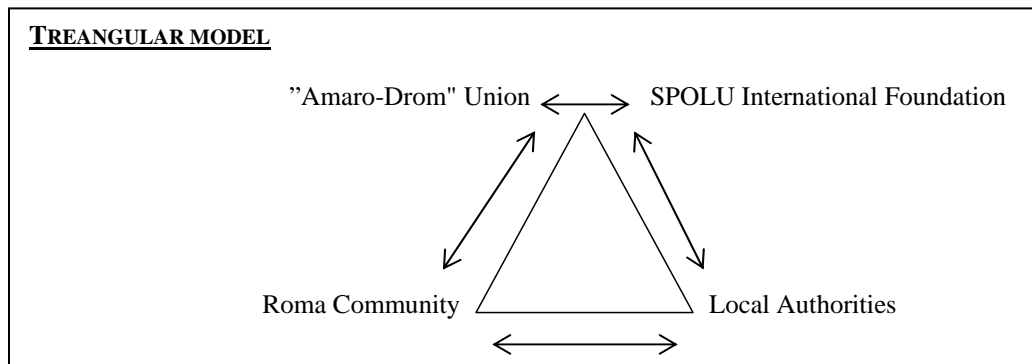 TREANGULAR MODEL
”Amaro-Drom" Union SPOLU International Foundation
Roma Community Local Authorities